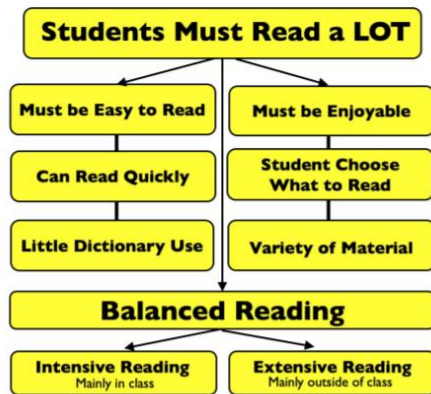 Students Must Read a LOT
Must be Easy to Read
Can Read Quickly
Little Dictionary Use
Must be Enjoyable
Student Choose
What to Read
Variety of Material
Balanced Reading
Intensive Reading
Mainly in class
Extensive Reading
Mainly outside of class